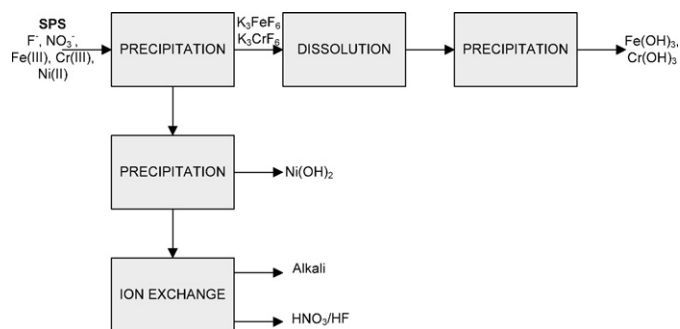 SPS
F⁻, NO₃⁻,
Fe(III), Cr(III),
Ni(II)
PRECIPITATION
K₃FeF₆
K₃CrF₆
DISSOLUTION
PRECIPITATION
Fe(OH)₃,
Cr(OH)₃
PRECIPITATION
Ni(OH)₂
ION EXCHANGE
Alkali
HNO₃/HF